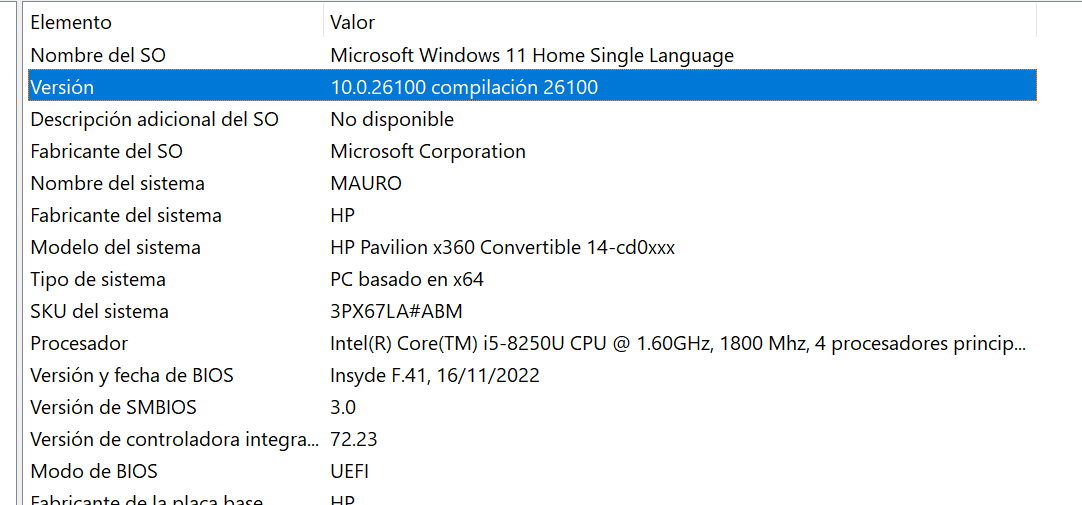 Elemento Valor
Nombre del SO Microsoft Windows 11 Home Single Language
Versión 10.0.26100 compilación 26100
Descripción adicional del SO No disponible
Fabricante del SO Microsoft Corporation
Nombre del sistema MAURO
Fabricante del sistema HP
Modelo del sistema HP Pavilion x360 Convertible 14-cd0xxx
Tipo de sistema PC basado en x64
SKU del sistema 3PX67LA#ABM
Procesador Intel(R) Core(TM) i5-8250U CPU @ 1.60GHz, 1800 Mhz, 4 procesadores princip...
Versión y fecha de BIOS Insyde F.41, 16/11/2022
Versión de SMBIOS 3.0
Versión de controladora integra... 72.23
Modo de BIOS UEFI
Fabricante de la placa base HP